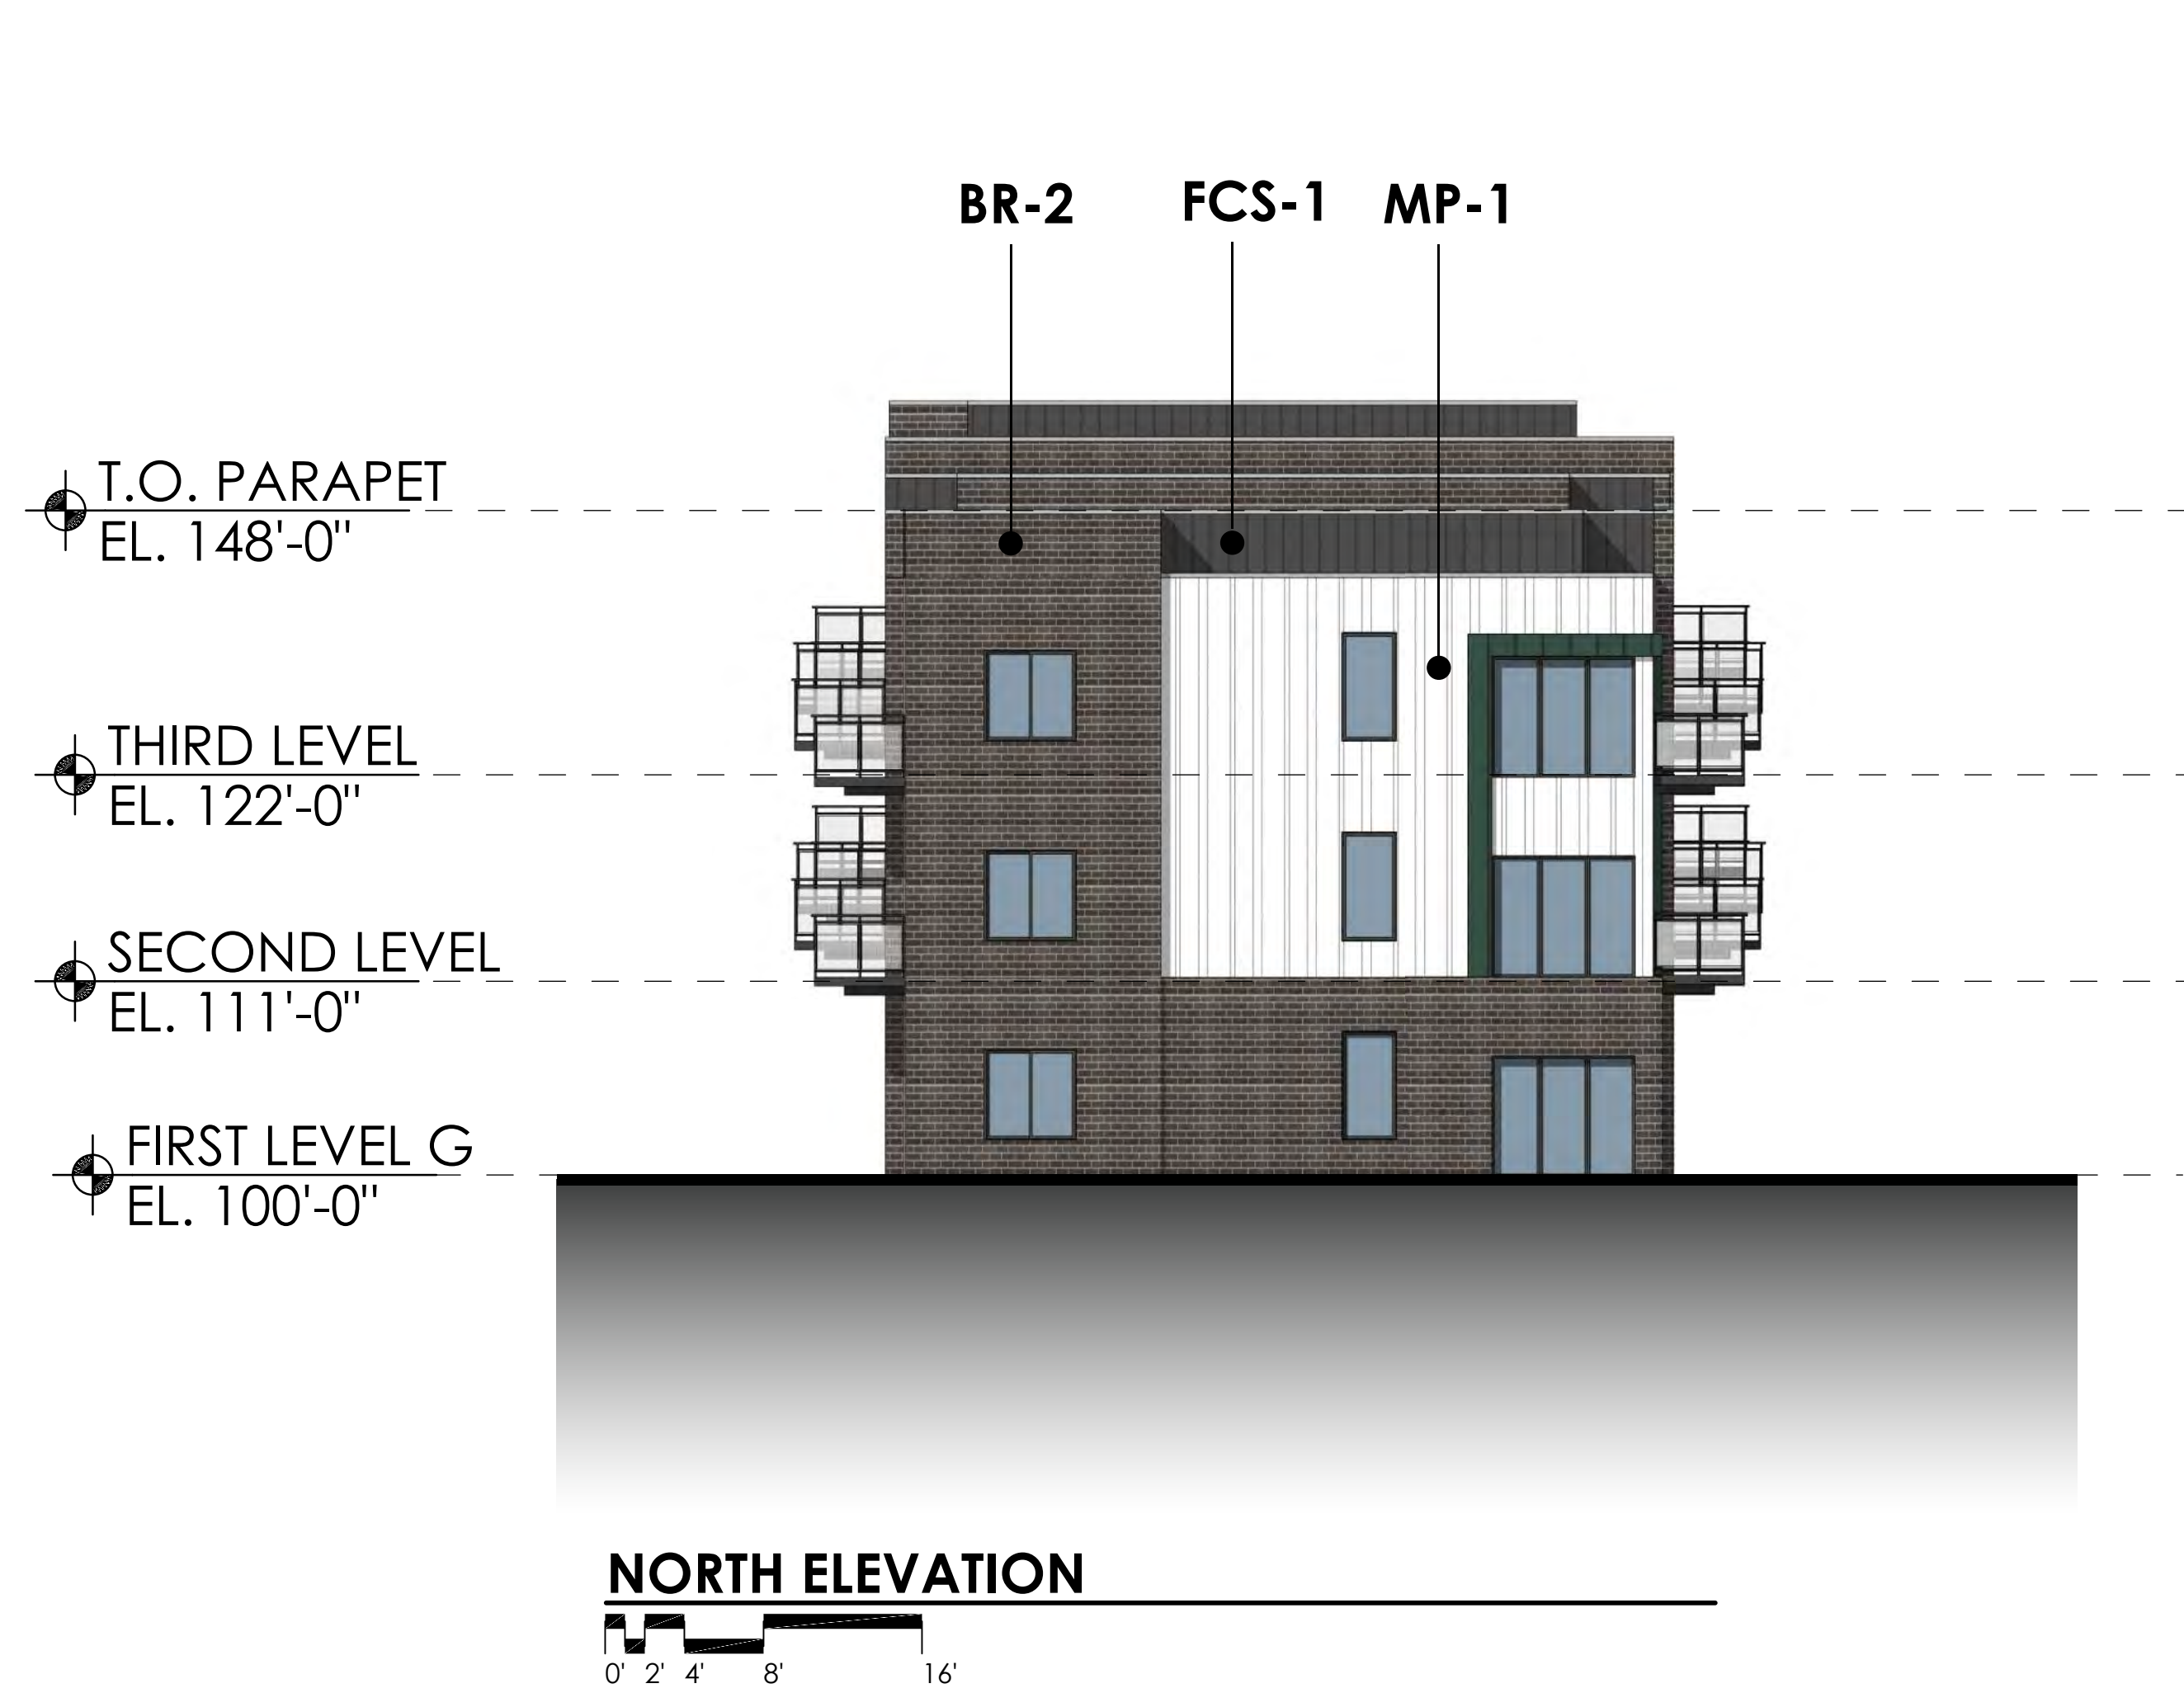 BR-2 FCS-1 MP-1
T.O. PARAPET
EL. 148'-0"
THIRD LEVEL
EL. 122'-0"
SECOND LEVEL
EL. 111'-0"
FIRST LEVEL G
EL. 100'-0"
NORTH ELEVATION
0' 2' 4' 8' 16'